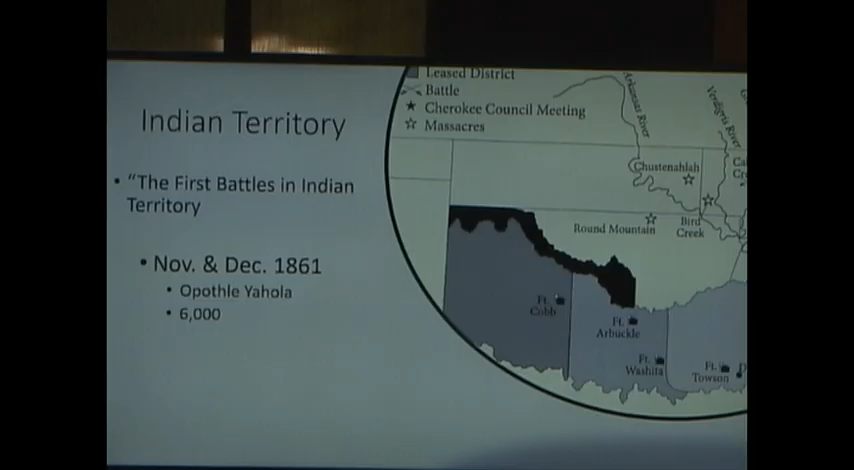 Indian Territory
• "The First Battles in Indian
Territory
• Nov. & Dec. 1861
• Opothle Yahola
• 6,000
Leased District
Battle
Cherokee Council Meeting
Massacres
Arkansas River
Verdigris River
Chustenahlah
Round Mountain
Bird
Creek
Ft.
Cobb
Ft.
Arbuckle
Ft.
Washita
Ft.
Towson